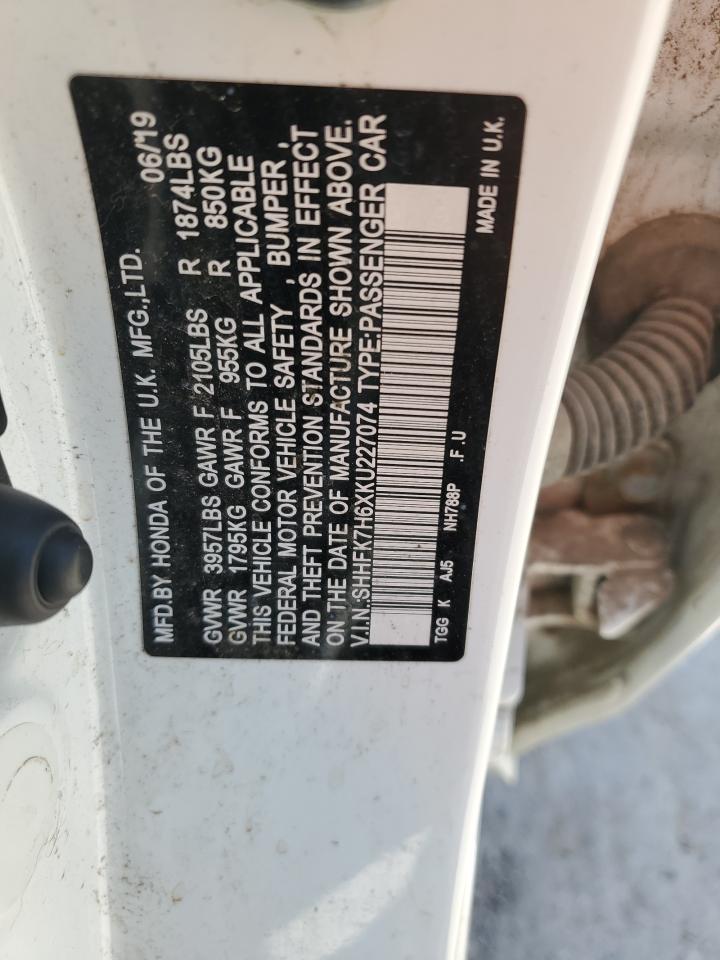 MFD.BY HONDA OF THE U.K. MFG.,LTD. 06/19
GVWR 3957LBS GAWR F 2105LBS R 1874LBS
GVWR 1795KG GAWR F 955KG R 850KG
THIS VEHICLE CONFORMS TO ALL APPLICABLE
FEDERAL MOTOR VEHICLE SAFETY , BUMPER ,
AND THEFT PREVENTION STANDARDS IN EFFECT
ON THE DATE OF MANUFACTURE SHOWN ABOVE.
V.I.N.:SHHFK7H6XKU227074 TYPE:PASSENGER CAR
TGG K AJ5 NH788P .F.U MADE IN U.K.